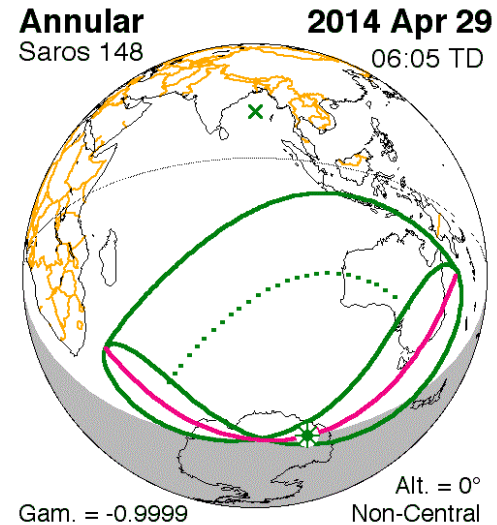 Annular
2014 Apr 29
Saros 148
06:05 TD
Alt. = 0°
Gam. = -0.9999
Non-Central